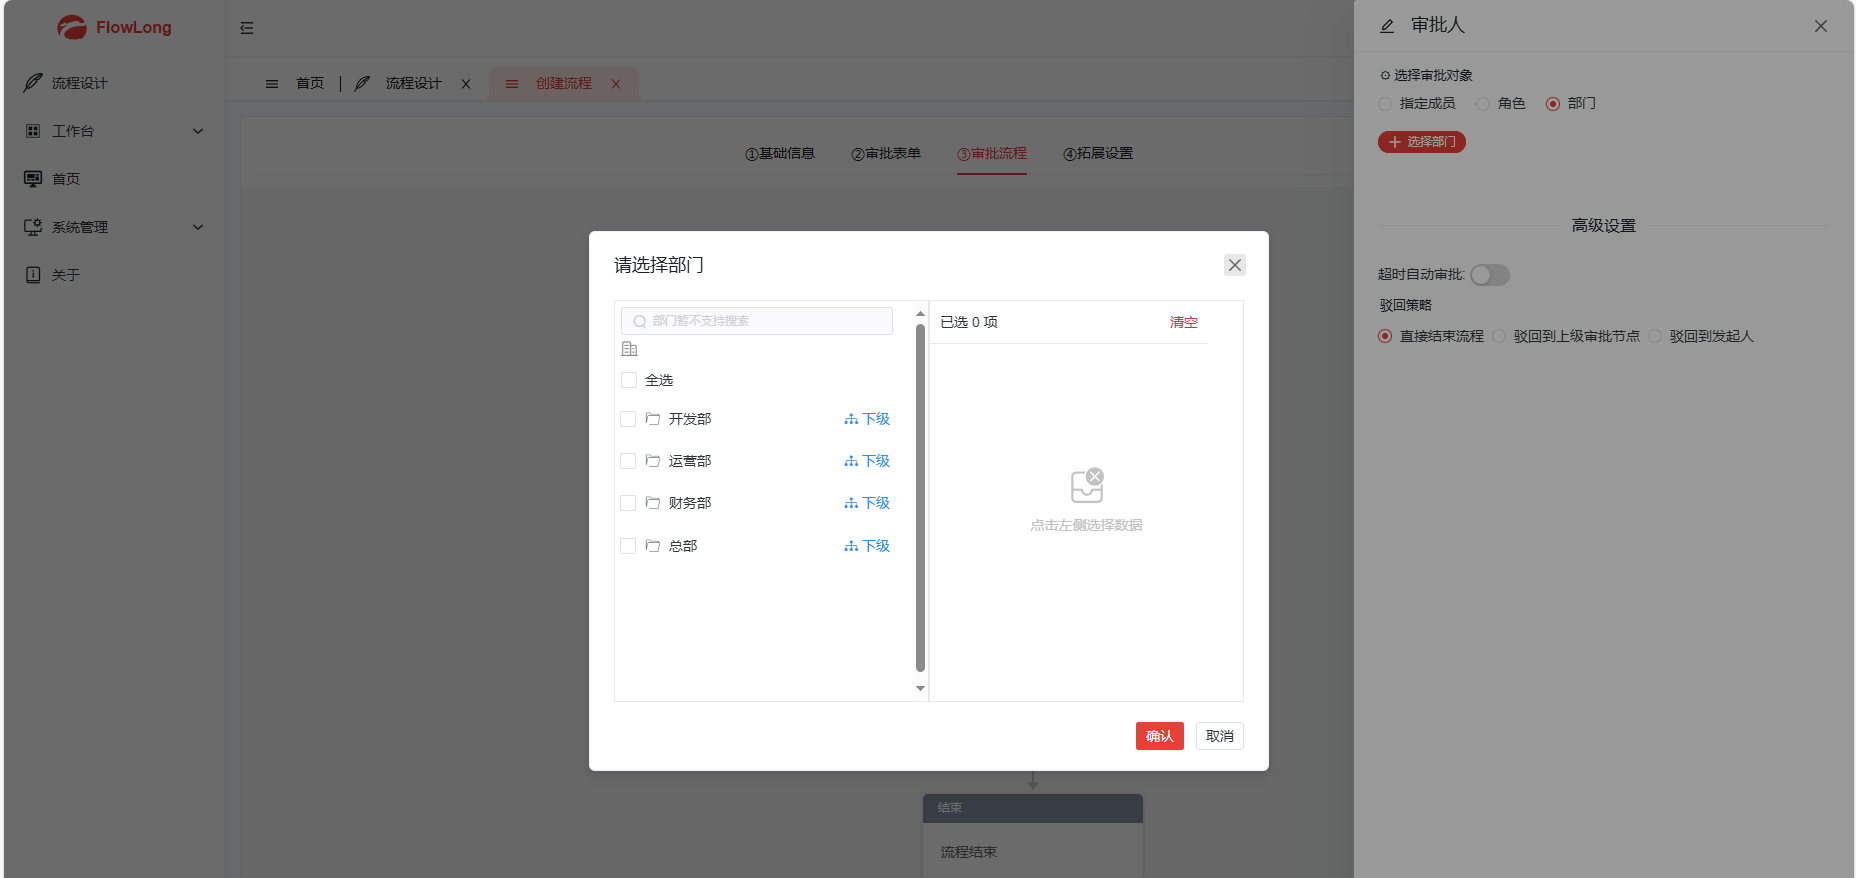 FlowLong
流程设计
工作台
首页
系统管理
关于
首页
流程设计
创建流程
①基础信息
②审批表单
③审批流程
④拓展设置
请选择部门
部门暂不支持搜索
全选
开发部 下级
运营部 下级
财务部 下级
总部 下级
已选 0 项 清空
点击左侧选择数据
确认 取消
结束
流程结束
审批人
选择审批对象
指定成员 角色 部门
选择部门
高级设置
超时自动审批:
驳回策略
直接结束流程 驳回到上级审批节点 驳回到发起人